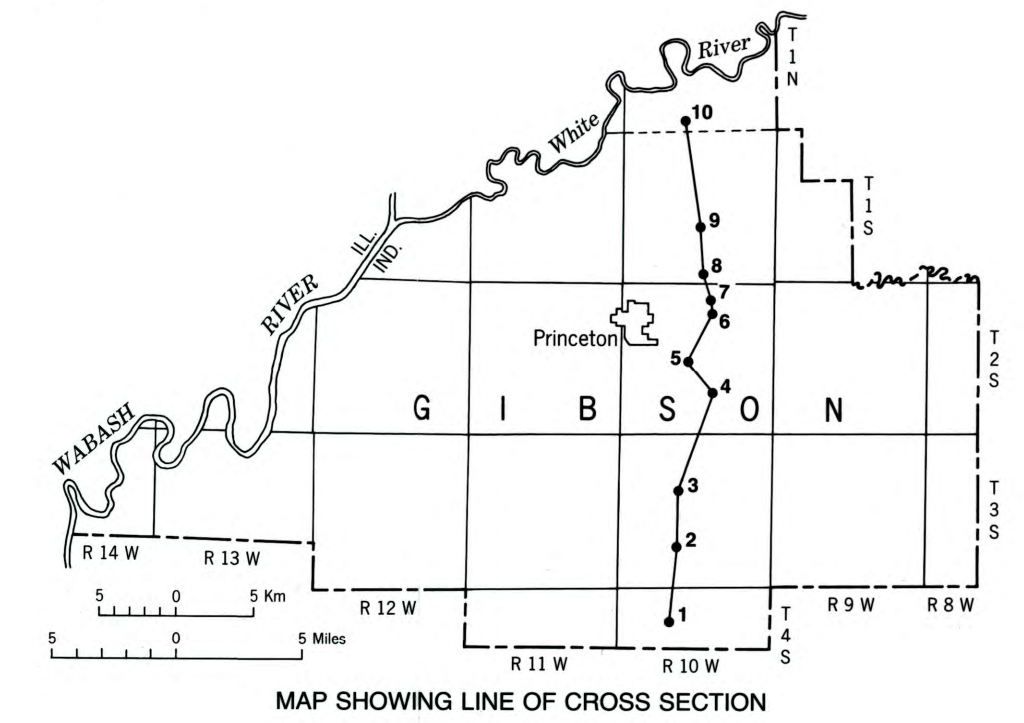 River
T
1
N
10
White
T
1
S
9
ILL.
IND.
8
7
RIVER
6
Princeton
5
T
2
S
4
G I B S O N
WABASH
3
T
3
S
2
R 14 W
R 13 W
5 0 5 Km
R 12 W
R 9 W
R 8 W
1
T
4
S
5 0 5 Miles
R 11 W
R 10 W
MAP SHOWING LINE OF CROSS SECTION